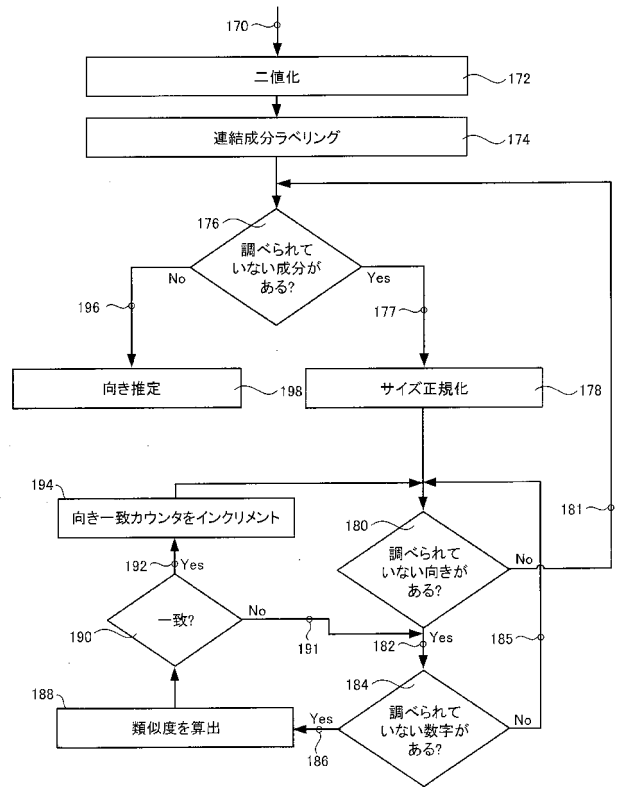 170
二値化
172
連結成分ラベリング
174
176
調べられて
いない成分が
ある?
No
Yes
196
177
向き推定
198
サイズ正規化
178
194
向き一致カウンタをインクリメント
180
調べられて
いない向きが
ある?
No
181
192
Yes
190
一致?
No
191
182
Yes
185
184
調べられて
いない数字が
ある?
No
188
類似度を算出
Yes
186